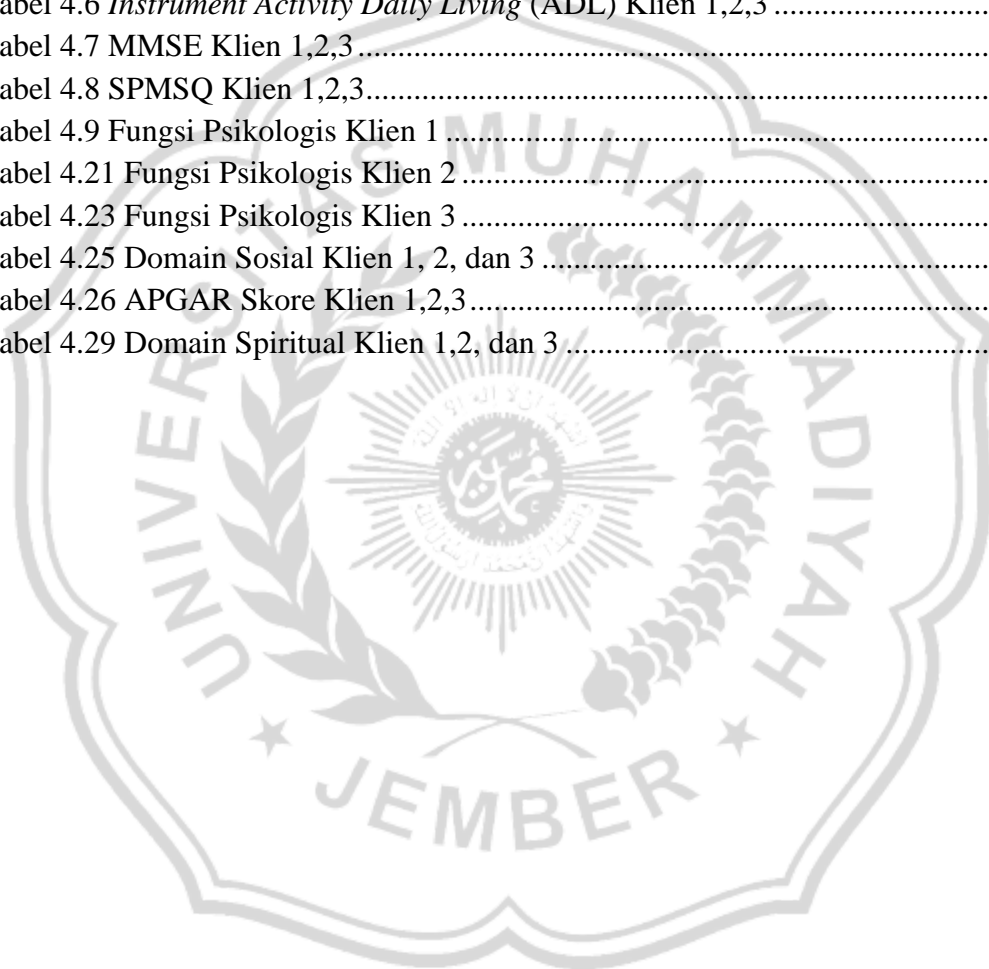 abel 4.6 Instrument Activity Daily Living (ADL) Klien 1,2,3 ..............................
abel 4.7 MMSE Klien 1,2,3 ..............................................................................
abel 4.8 SPMSQ Klien 1,2,3.............................................................................
abel 4.9 Fungsi Psikologis Klien 1 ...................................................................
abel 4.21 Fungsi Psikologis Klien 2 .................................................................
abel 4.23 Fungsi Psikologis Klien 3 .................................................................
abel 4.25 Domain Sosial Klien 1, 2, dan 3 .......................................................
abel 4.26 APGAR Skore Klien 1,2,3................................................................
abel 4.29 Domain Spiritual Klien 1,2, dan 3 ....................................................
UNIVERSITAS MUHAMMADIYAH
JEMBER